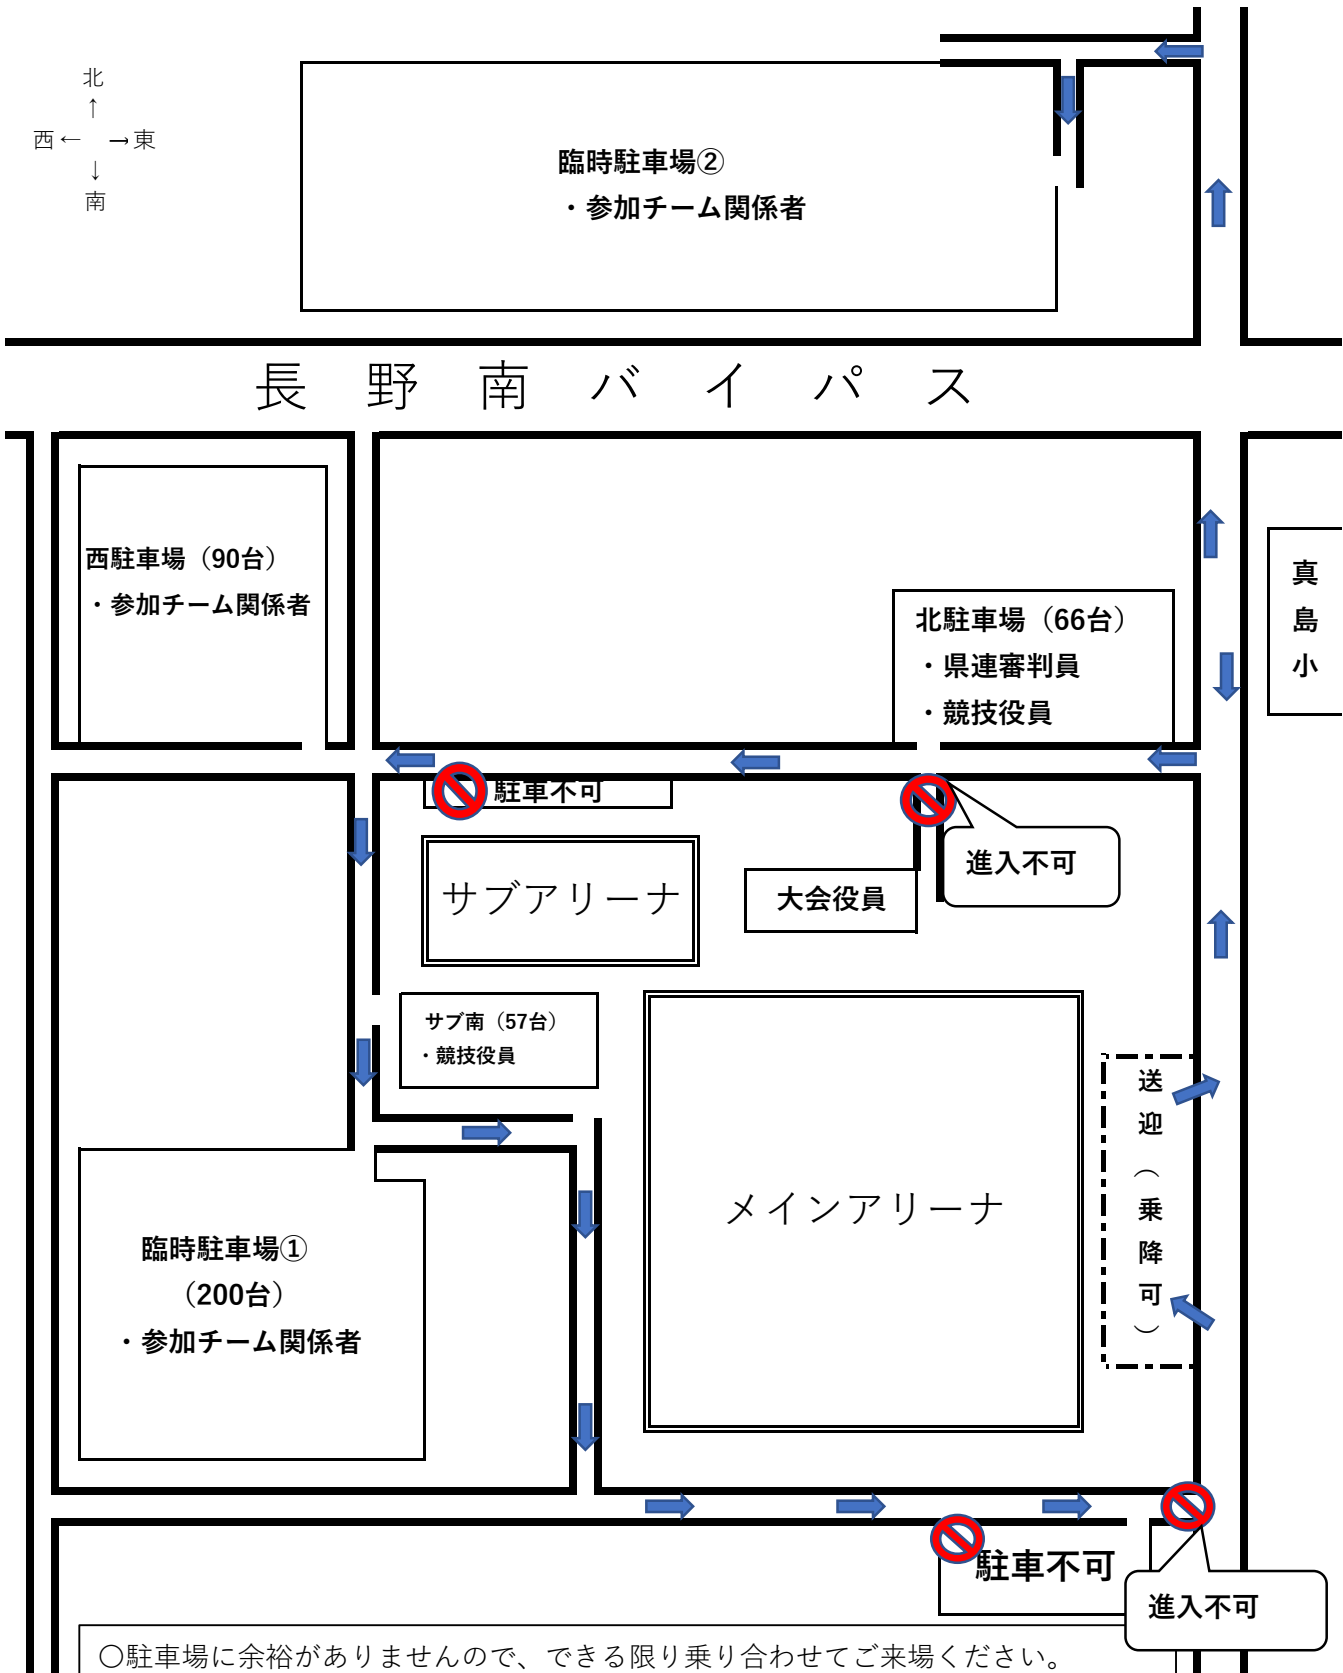 北
↑
西← →東
↓
南
臨時駐車場②
・参加チーム関係者
長野南バイパス
西駐車場（90台）
・参加チーム関係者
北駐車場（66台）
・県連審判員
・競技役員
真島小
駐車不可
進入不可
サブアリーナ
大会役員
サブ南（57台）
・競技役員
送迎（乗降可）
メインアリーナ
臨時駐車場①
（200台）
・参加チーム関係者
駐車不可
進入不可
〇駐車場に余裕がありませんので、できる限り乗り合わせてご来場ください。